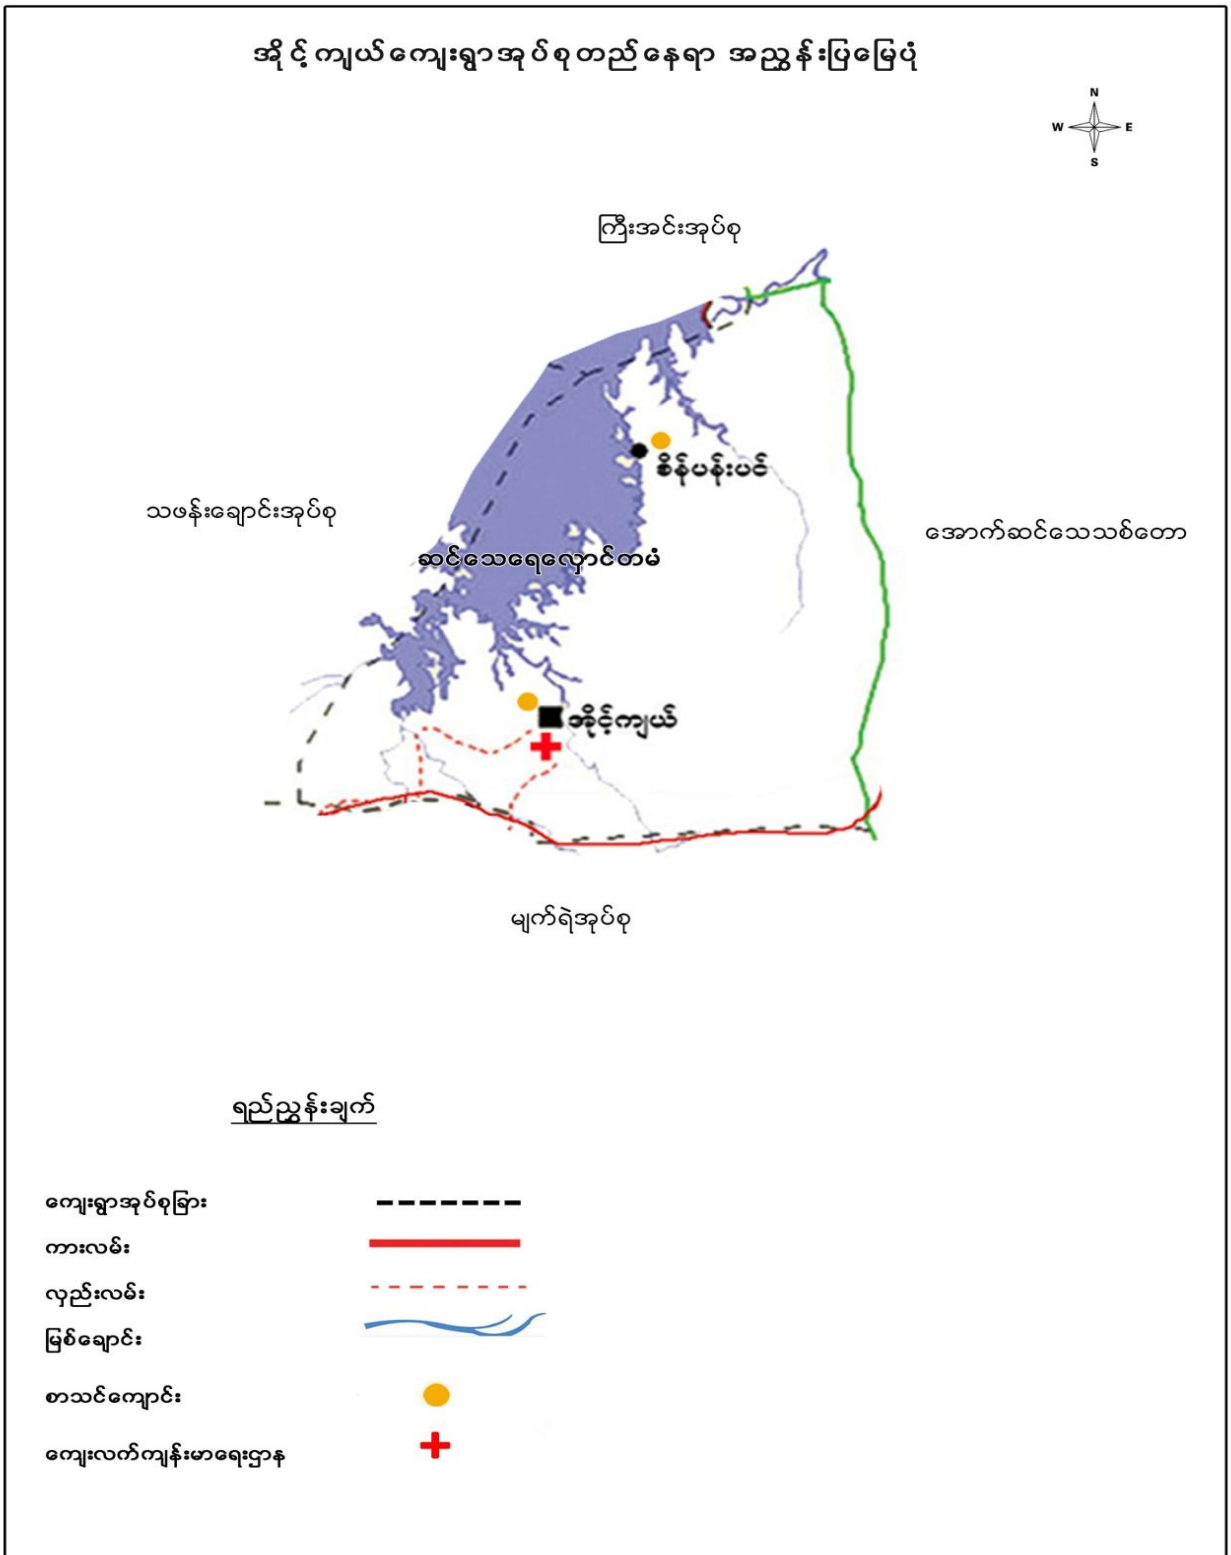 အိုင့်ကျယ်ကျေးရွာအုပ်စုတည်နေရာ အညွှန်းပြမြေပုံ
N
W E
S
ကြီးအင်းအုပ်စု
စိန်ပန်းပင်
သဖန်းချောင်းအုပ်စု
အောက်ဆင်သေသစ်တော
ဆင်သေရေလှောင်တမံ
အိုင့်ကျယ်
မျက်ရဲအုပ်စု
ရည်ညွှန်းချက်
ကျေးရွာအုပ်စုခြား
ကားလမ်း
လှည်းလမ်း
မြစ်ချောင်း
စာသင်ကျောင်း
ကျေးလက်ကျန်းမာရေးဌာန